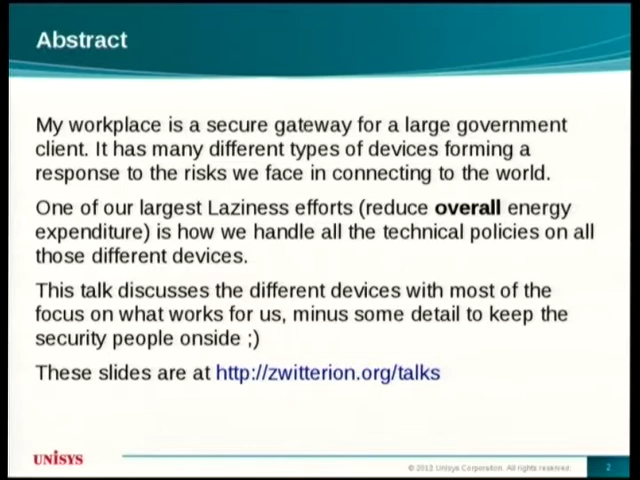 Abstract
My workplace is a secure gateway for a large government
client. It has many different types of devices forming a
response to the risks we face in connecting to the world.
One of our largest Laziness efforts (reduce overall energy
expenditure) is how we handle all the technical policies on all
those different devices.
This talk discusses the different devices with most of the
focus on what works for us, minus some detail to keep the
security people onside ;)
These slides are at http://zwitterion.org/talks
UNISYS
© 2013 Unisys Corporation. All rights reserved.
2